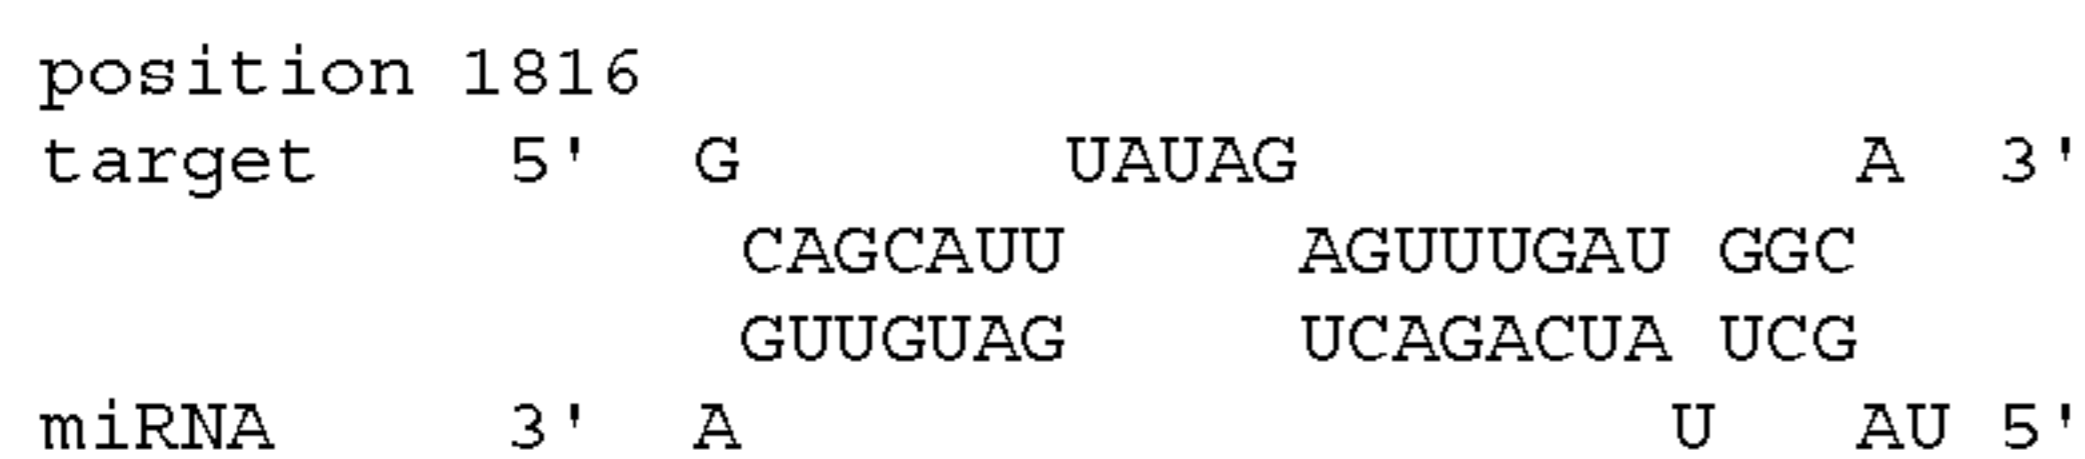 position 1816
target    5'  G       UAUAG            A  3'
               CAGCAUU     AGUUUGAU GGC
               GUUGUAG     UCAGACUA UCG
miRNA     3'  A                    U   AU 5'